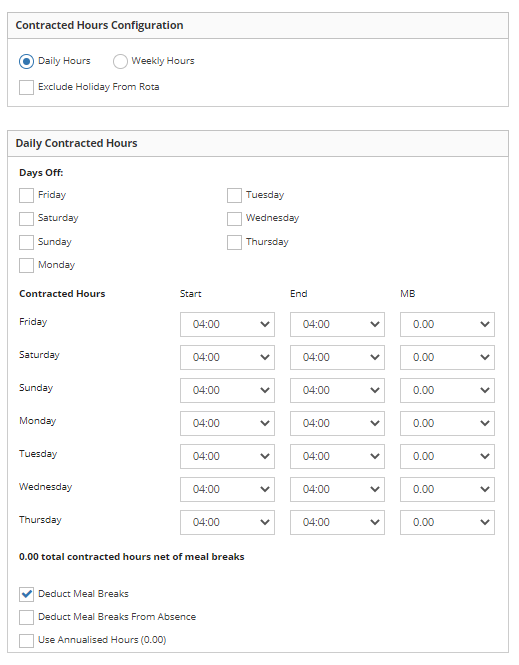 Contracted Hours Configuration
Daily Hours Weekly Hours
Exclude Holiday From Rota
Daily Contracted Hours
Days Off:
Friday Tuesday
Saturday Wednesday
Sunday Thursday
Monday
Contracted Hours Start End MB
Friday 04:00 04:00 0.00
Saturday 04:00 04:00 0.00
Sunday 04:00 04:00 0.00
Monday 04:00 04:00 0.00
Tuesday 04:00 04:00 0.00
Wednesday 04:00 04:00 0.00
Thursday 04:00 04:00 0.00
0.00 total contracted hours net of meal breaks
Deduct Meal Breaks
Deduct Meal Breaks From Absence
Use Annualised Hours (0.00)